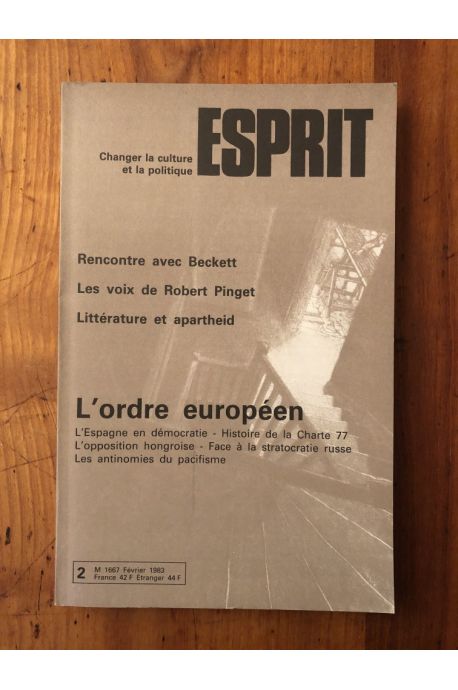 ESPRIT
Changer la culture
et la politique
Rencontre avec Beckett
Les voix de Robert Pinget
Littérature et apartheid
L'ordre européen
L'Espagne en démocratie - Histoire de la Charte 77
L'opposition hongroise - Face à la stratocratie russe
Les antinomies du pacifisme
2 M 1667 Février 1983
France 42 F Etranger 44 F